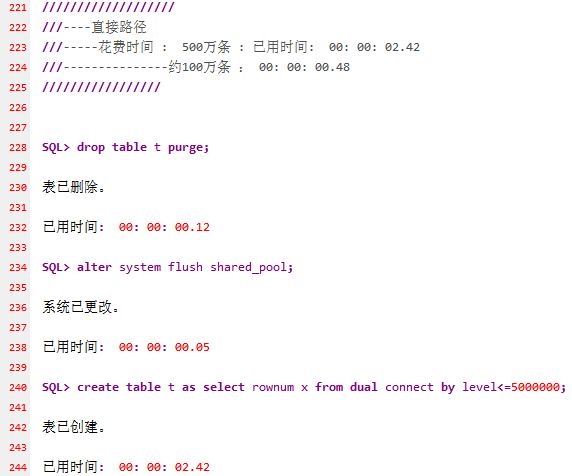 221 ///////////////////
222 ///----直接路径
223 ///-----花费时间 : 500万条 : 已用时间: 00: 00: 02.42
224 ///---------------约100万条 : 00: 00: 00.48
225 /////////////////
226
227
228 SQL> drop table t purge;
229
230 表已删除。
231
232 已用时间: 00: 00: 00.12
233
234 SQL> alter system flush shared_pool;
235
236 系统已更改。
237
238 已用时间: 00: 00: 00.05
239
240 SQL> create table t as select rownum x from dual connect by level<=5000000;
241
242 表已创建。
243
244 已用时间: 00: 00: 02.42